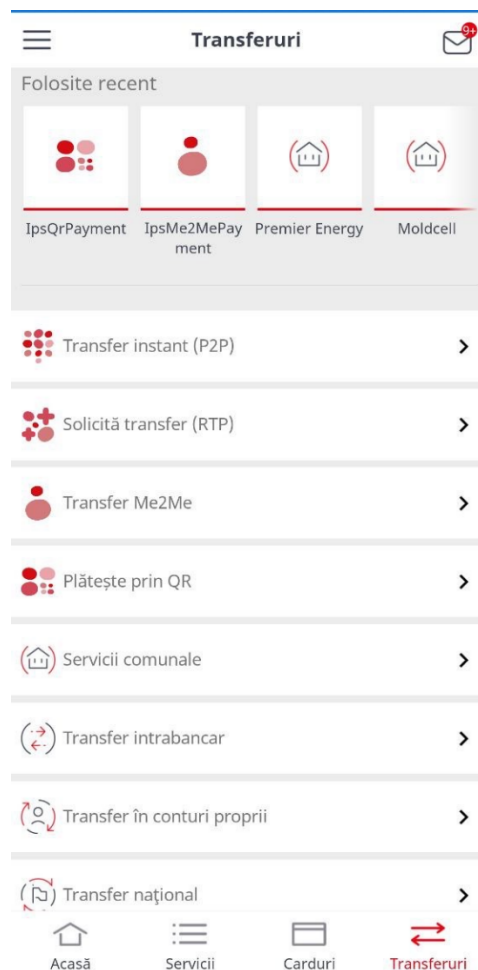 Transferuri
9+
Folosite recent
IpsQrPayment
IpsMe2MePay
ment
Premier Energy
Moldcell
Transfer instant (P2P)
Solicită transfer (RTP)
Transfer Me2Me
Plătește prin QR
Servicii comunale
Transfer intrabancar
Transfer în conturi proprii
Transfer naţional
Acasă
Servicii
Carduri
Transferuri